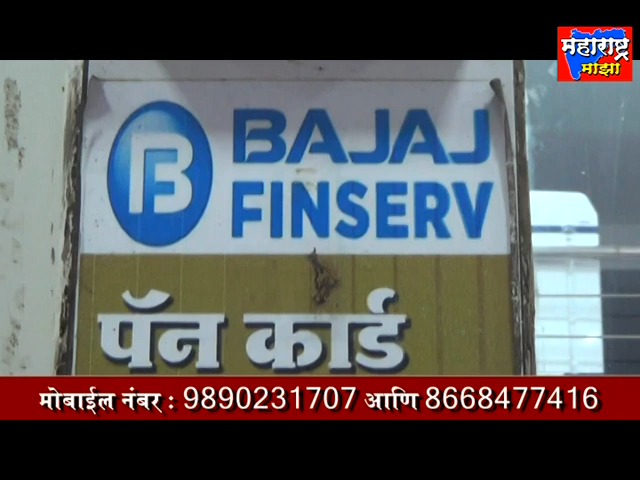 महाराष्ट्र
माझा
B
BAJAJ
FINSERV
पॅन कार्ड
मोबाईल नंबर : 9890231707 आणि 8668477416